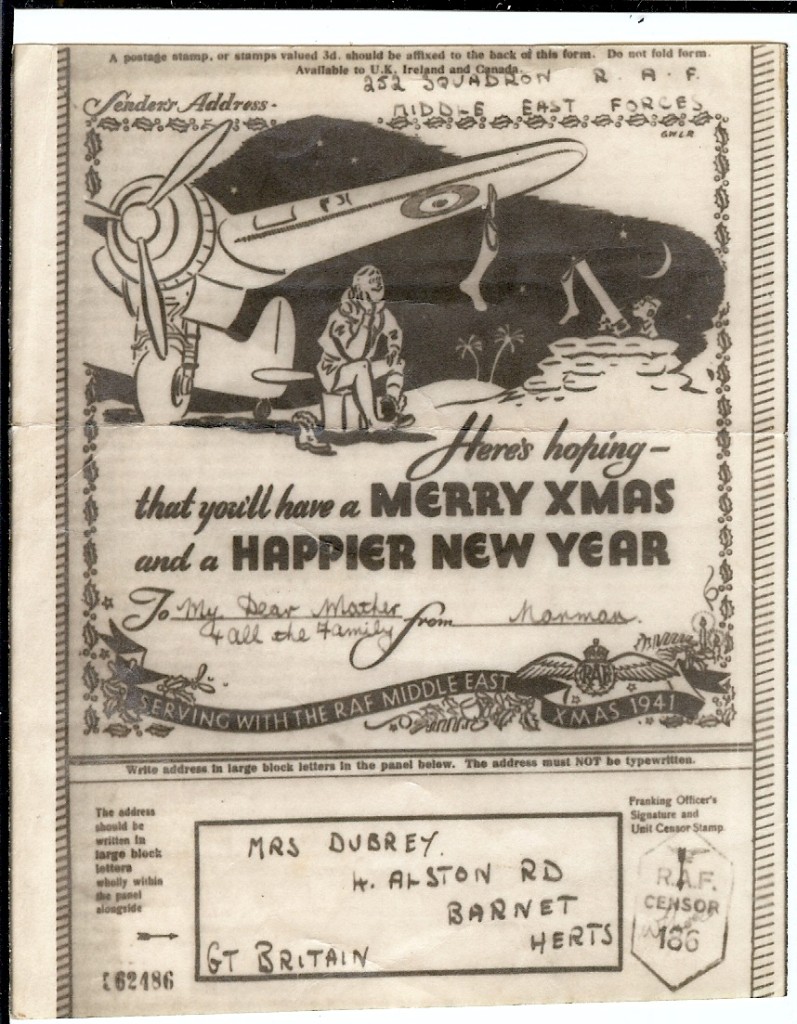 A postage stamp, or stamps valued 3d. should be affixed to the back of this form. Do not fold form.
Available to U.K. Ireland and Canada.
252 SQUADRON R. A. F.
Sender's Address -
MIDDLE EAST FORCES
Here's hoping -
that you'll have a MERRY XMAS
and a HAPPIER NEW YEAR
To My Dear Mother from Norman.
+ all the Family
RAF
SERVING WITH THE RAF MIDDLE EAST
XMAS 1941
Write address in large block letters in the panel below. The address must NOT be typewritten.
The address
should be
written in
large block
letters
wholly within
the panel
alongside
MRS DUBREY.
4. ALSTON RD
BARNET
HERTS
GT BRITAIN
Franking Officer's
Signature and
Unit Censor Stamp
R.A.F.
CENSOR
186
62486